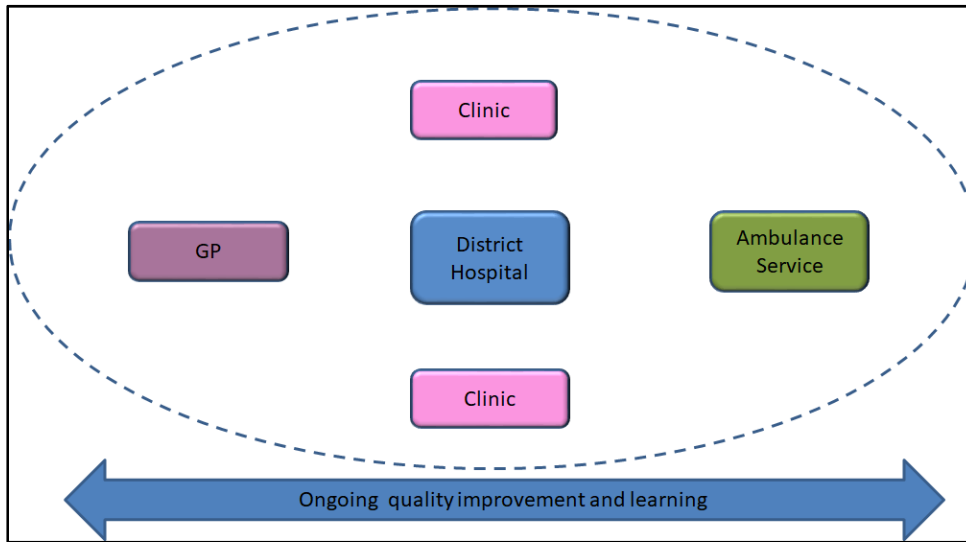 Clinic
GP
District
Hospital
Ambulance
Service
Clinic
Ongoing quality improvement and learning